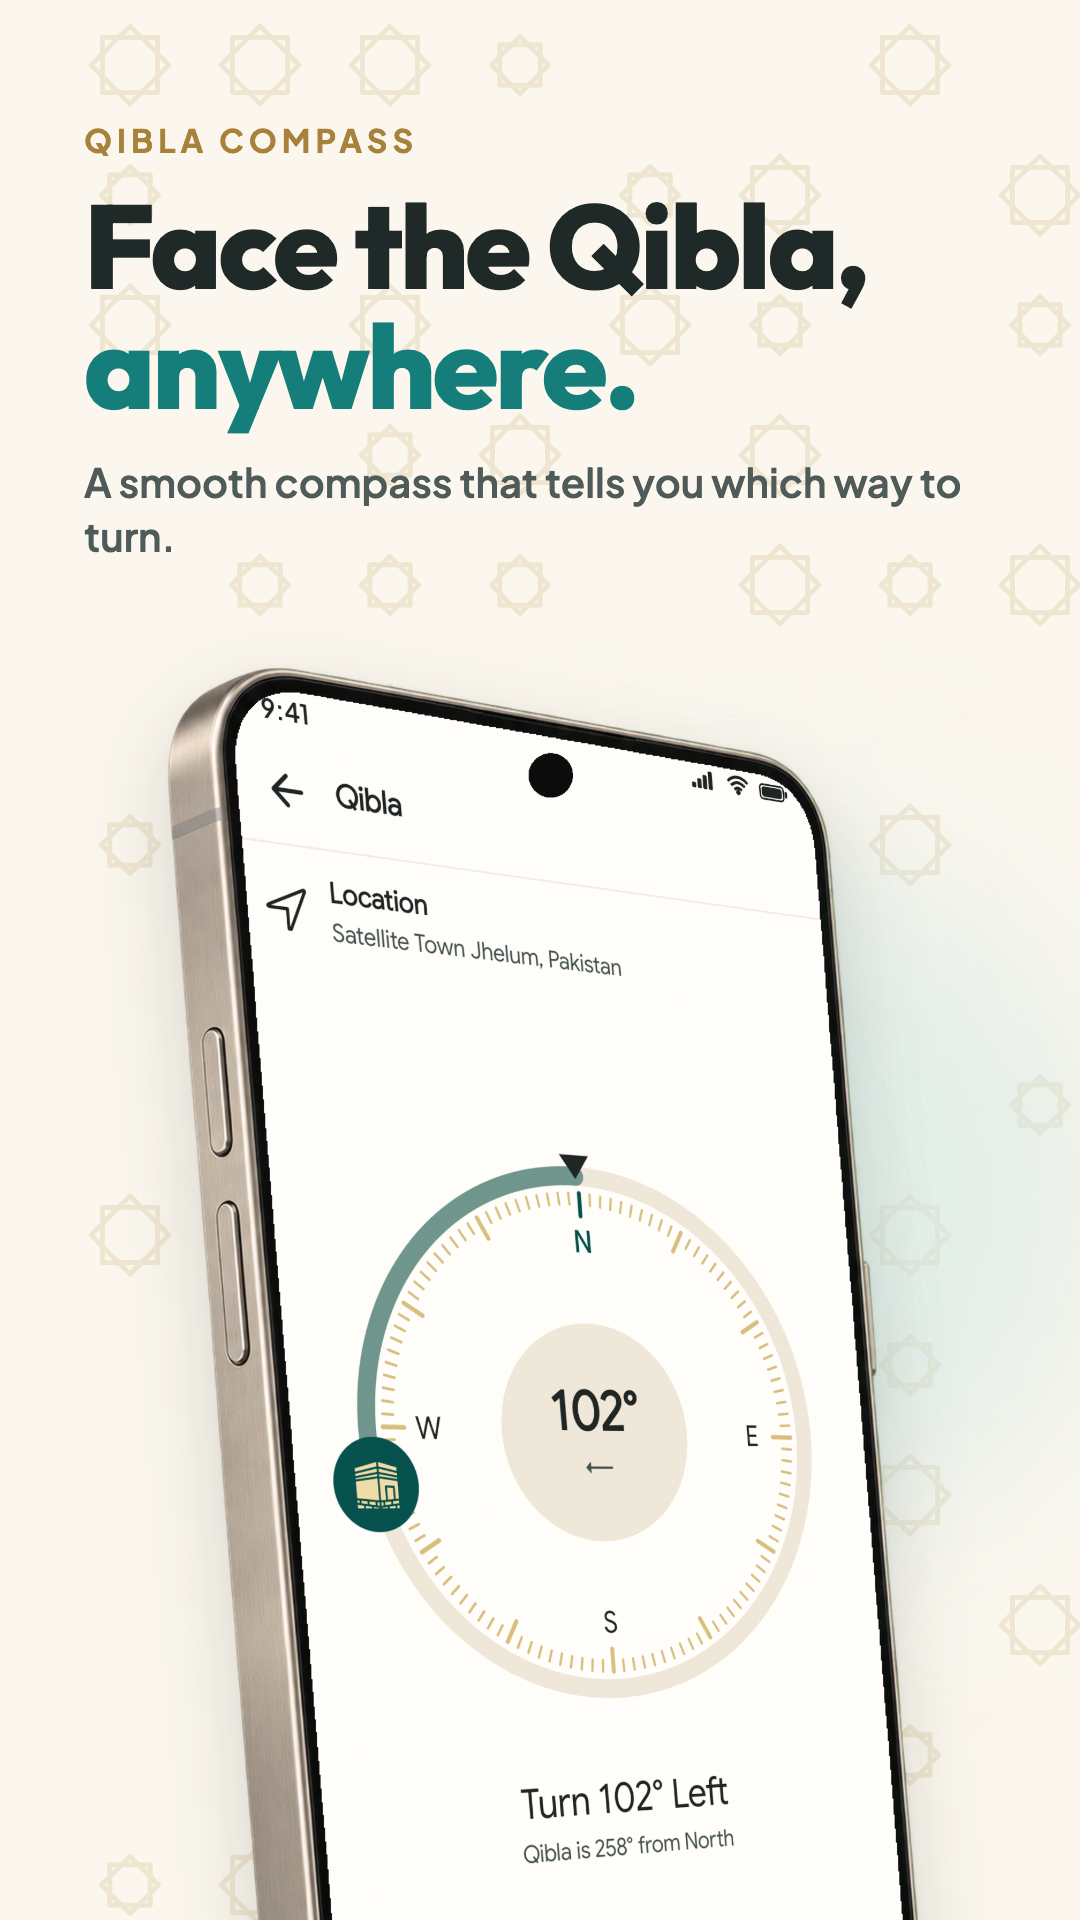 QIBLA COMPASS
Face the Qibla,
anywhere.
A smooth compass that tells you which way to
turn.
9:41
Qibla
Location
Satellite Town Jhelum, Pakistan
N
W
E
102°
←
S
Turn 102° Left
Qibla is 258° from North